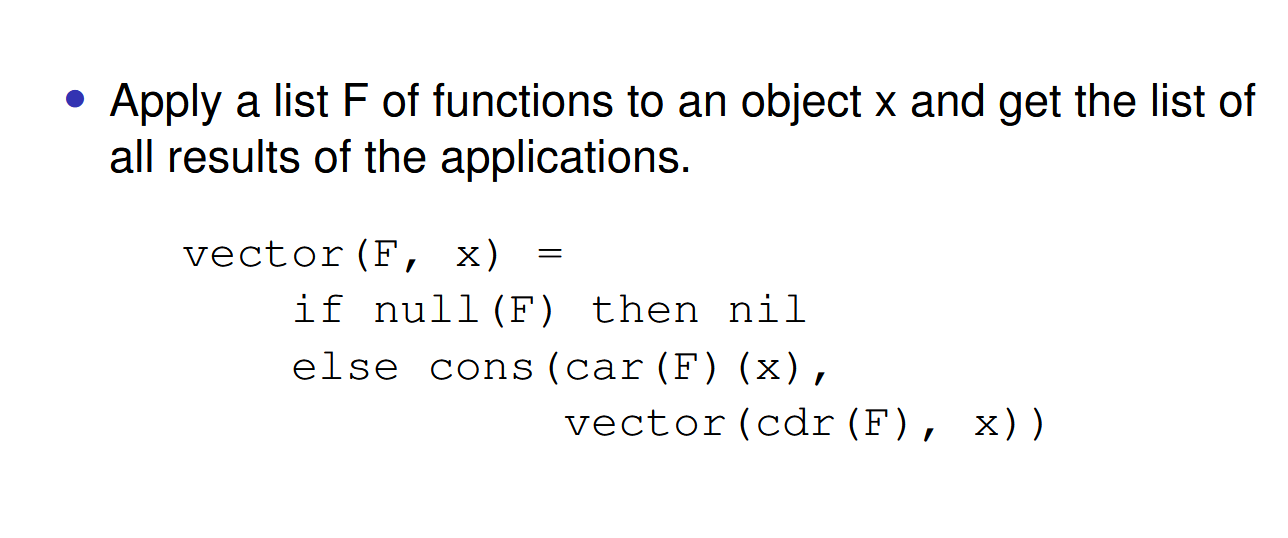 • Apply a list F of functions to an object x and get the list of
all results of the applications.
vector(F, x) =
if null(F) then nil
else cons(car(F)(x),
vector(cdr(F), x))